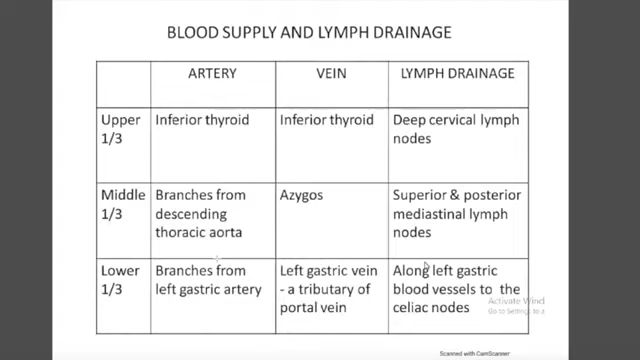 BLOOD SUPPLY AND LYMPH DRAINAGE
ARTERY VEIN LYMPH DRAINAGE
Upper 1/3 Inferior thyroid Inferior thyroid Deep cervical lymph nodes
Middle 1/3 Branches from descending thoracic aorta Azygos Superior & posterior mediastinal lymph nodes
Lower 1/3 Branches from left gastric artery Left gastric vein - a tributary of portal vein Along left gastric blood vessels to the celiac nodes
Activate Wind
Go to Settings to a
Scanned with CamScanner